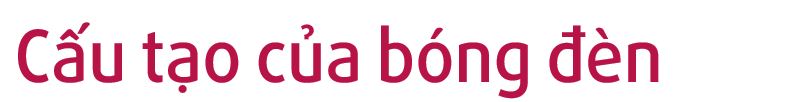 Cấu tạo của bóng đèn